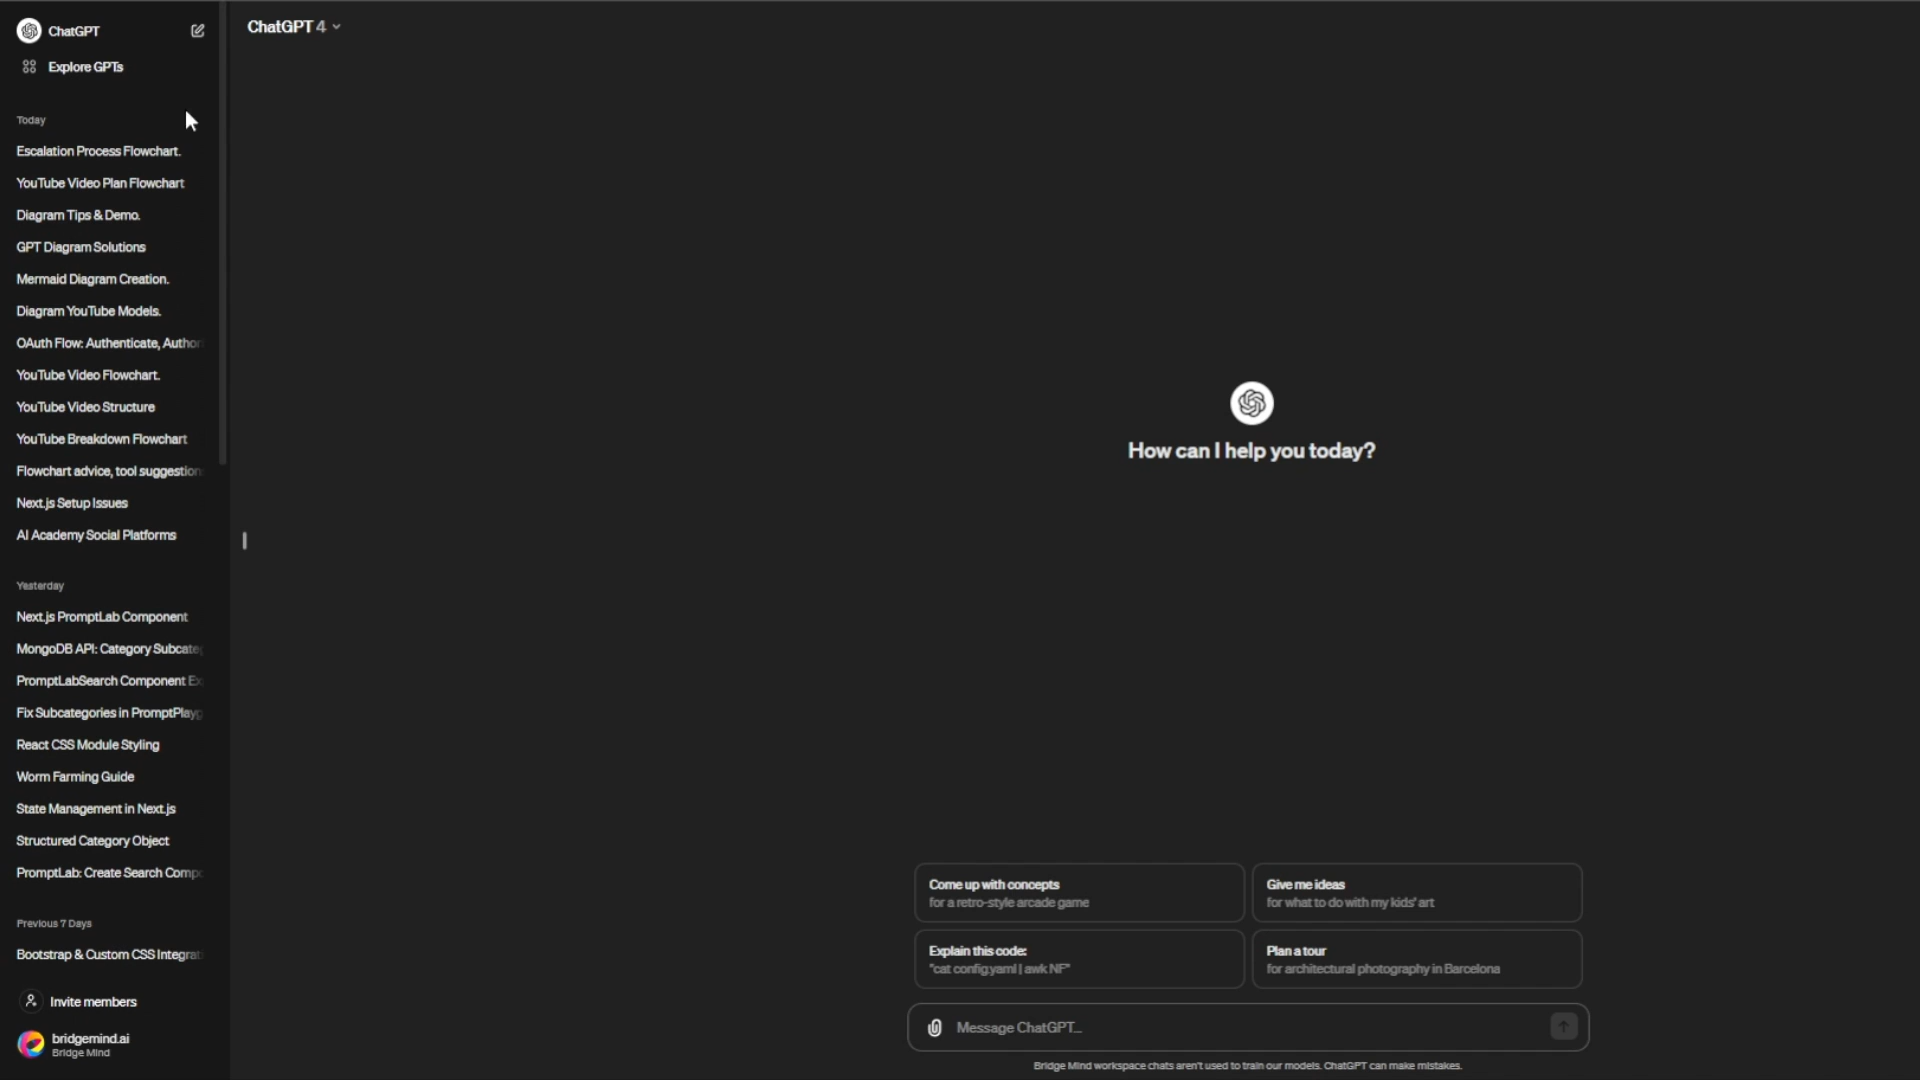 ChatGPT
Explore GPTs
Today
Escalation Process Flowchart.
YouTube Video Plan Flowchart
Diagram Tips & Demo.
GPT Diagram Solutions
Mermaid Diagram Creation.
Diagram YouTube Models.
OAuth Flow: Authenticate, Author
YouTube Video Flowchart.
YouTube Video Structure
YouTube Breakdown Flowchart
Flowchart advice, tool suggestion
Next.js Setup Issues
AI Academy Social Platforms
Yesterday
Next.js PromptLab Component
MongoDB API: Category Subcate
PromptLabSearch Component Ex
Fix Subcategories in PromptPlayg
React CSS Module Styling
Worm Farming Guide
State Management in Next.js
Structured Category Object
PromptLab: Create Search Compo
Previous 7 Days
Bootstrap & Custom CSS Integrat
Invite members
bridgemind.ai
Bridge Mind
ChatGPT 4
How can I help you today?
Come up with concepts
for a retro-style arcade game
Give me ideas
for what to do with my kids' art
Explain this code:
"cat config.yaml | awk NF"
Plan a tour
for architectural photography in Barcelona
Message ChatGPT...
Bridge Mind workspace chats aren't used to train our models. ChatGPT can make mistakes.